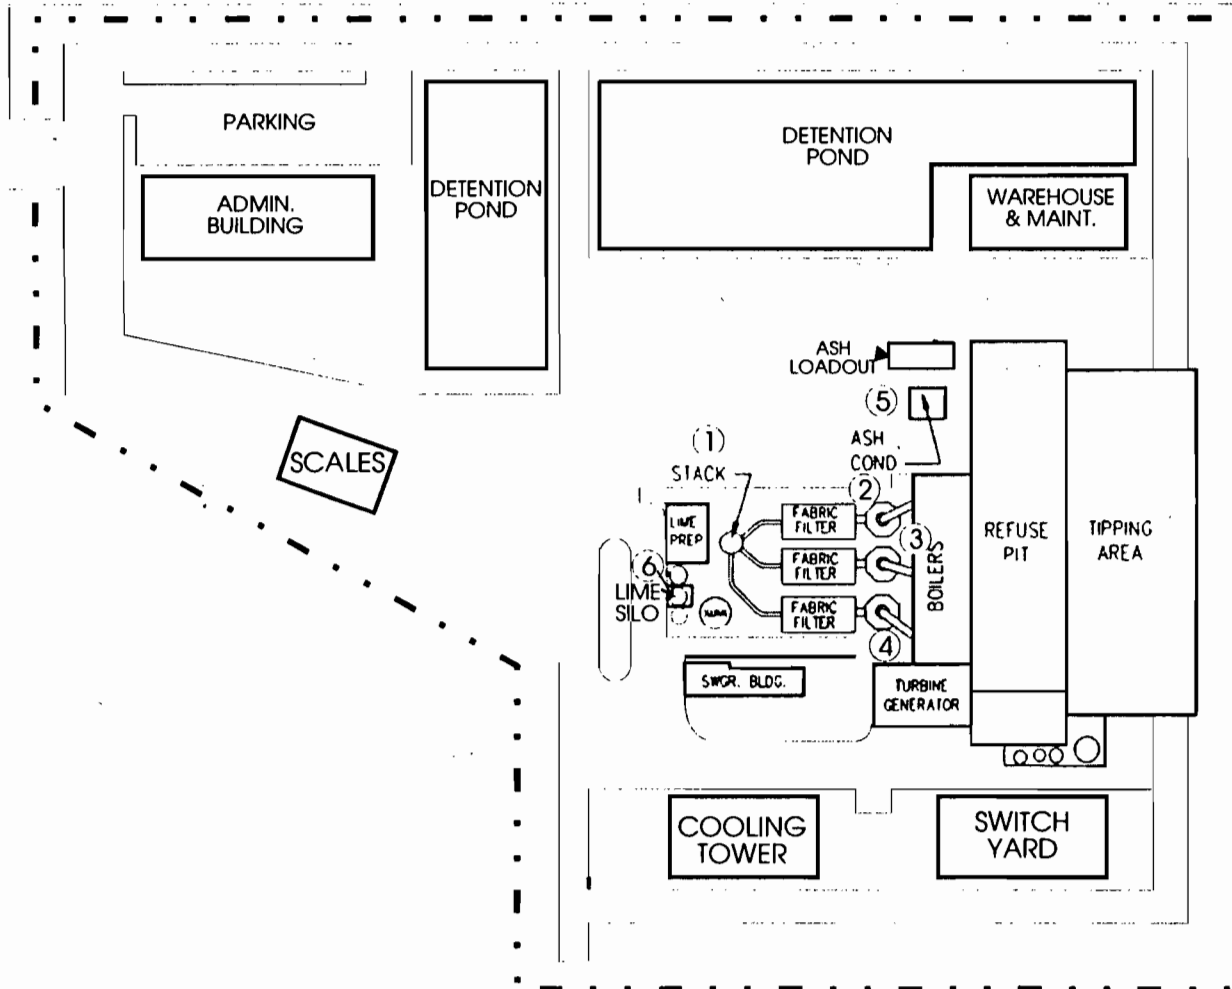 PARKING
ADMIN.
BUILDING
DETENTION
POND
DETENTION
POND
WAREHOUSE
& MAINT.
ASH
LOADOUT
5
ASH
COND
SCALES
1
STACK
2
FABRIC
FILTER
3
LIME
PREP
FABRIC
FILTER
BOILERS
REFUSE
PIT
TIPPING
AREA
6
LIME
SILO
FABRIC
FILTER
4
SWGR. BLDG.
TURBINE
GENERATOR
COOLING
TOWER
SWITCH
YARD